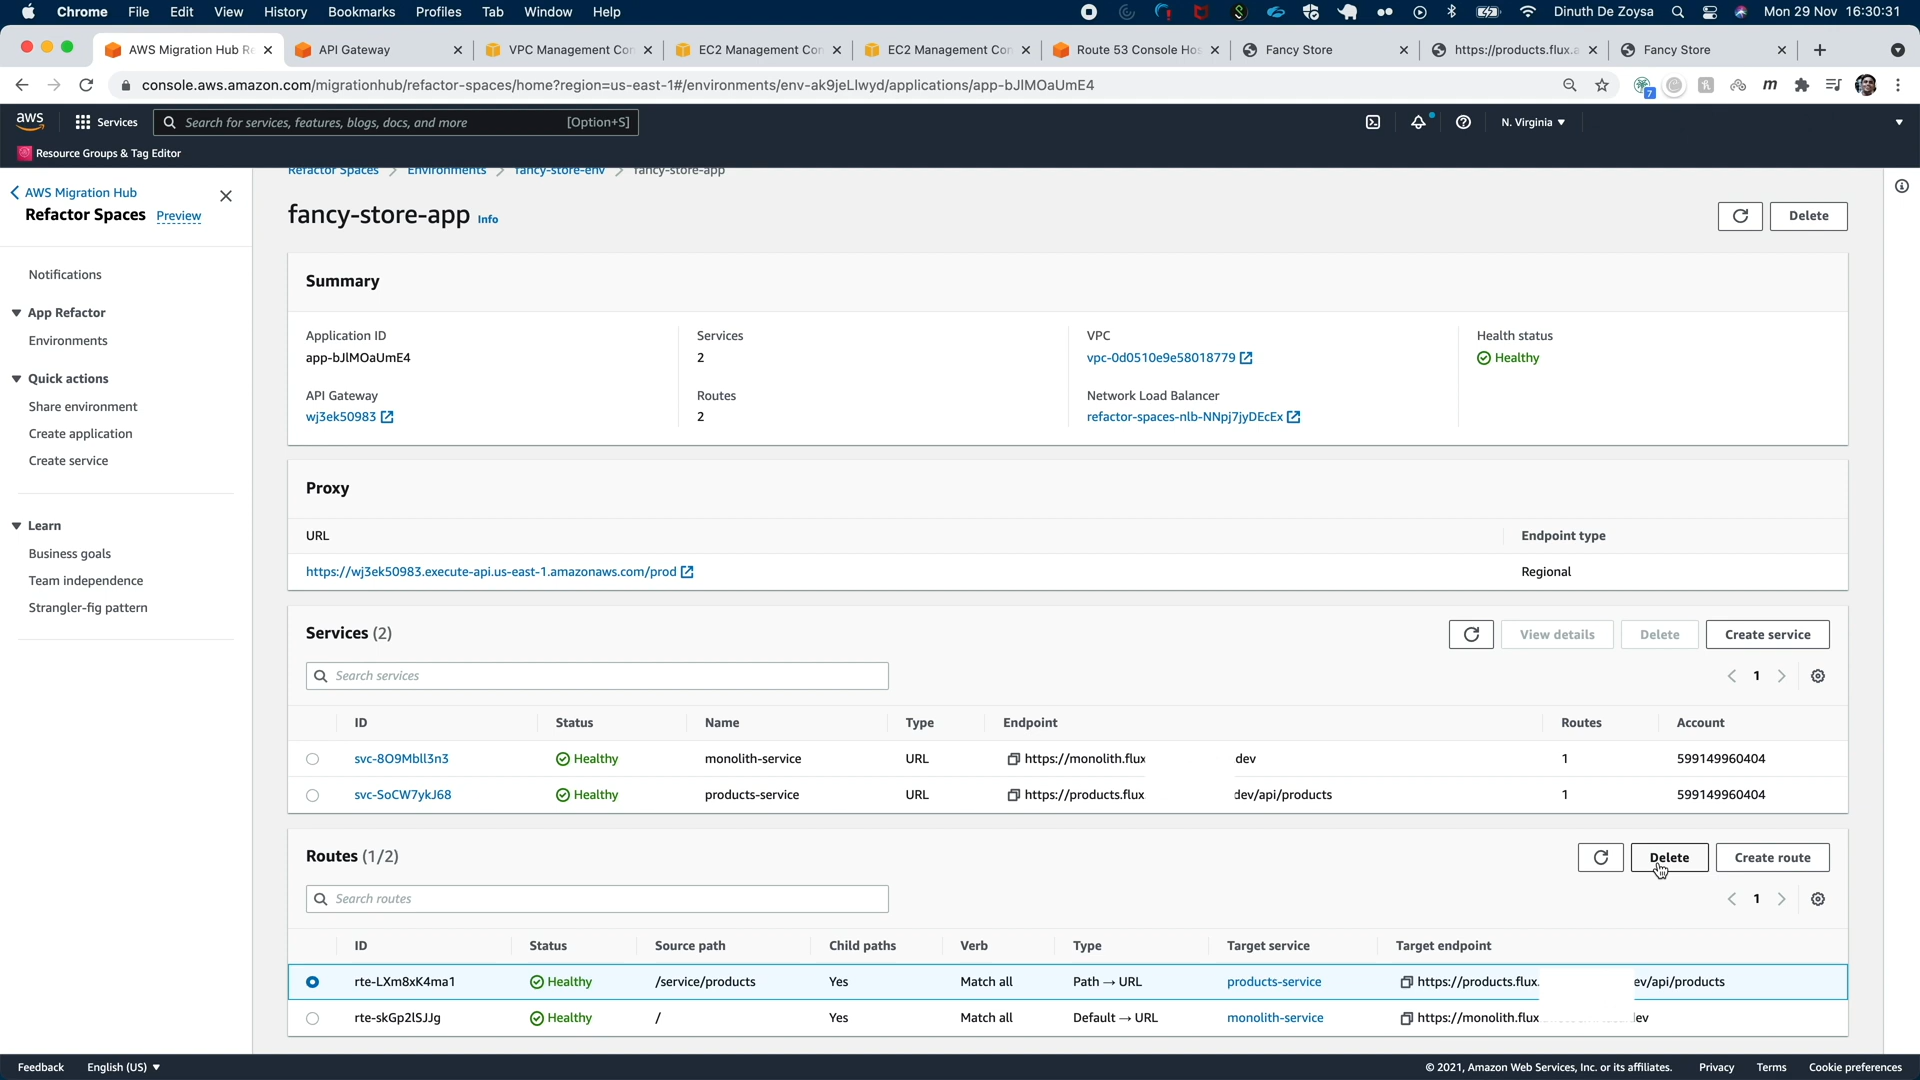 Chrome File Edit View History Bookmarks Profiles Tab Window Help Dinuth De Zoysa Mon 29 Nov 16:30:31
AWS Migration Hub Re API Gateway VPC Management Con EC2 Management Con EC2 Management Con Route 53 Console Hos Fancy Store https://products.flux.a Fancy Store
console.aws.amazon.com/migrationhub/refactor-spaces/home?region=us-east-1#/environments/env-ak9jeLlwyd/applications/app-bJlMOaUmE4
aws Services Search for services, features, blogs, docs, and more [Option+S] N. Virginia
Resource Groups & Tag Editor
Refactor Spaces Environments fancy-store-env fancy-store-app
AWS Migration Hub
Refactor Spaces Preview
Notifications
App Refactor
Environments
Quick actions
Share environment
Create application
Create service
Learn
Business goals
Team independence
Strangler-fig pattern
fancy-store-app Info Delete
Summary
Application ID Services VPC Health status
app-bJlMOaUmE4 2 vpc-0d0510e9e58018779 Healthy
API Gateway Routes Network Load Balancer
wj3ek50983 2 refactor-spaces-nlb-NNpj7jyDEcEx
Proxy
URL Endpoint type
https://wj3ek50983.execute-api.us-east-1.amazonaws.com/prod Regional
Services (2) View details Delete Create service
Search services 1
ID Status Name Type Endpoint Routes Account
svc-8O9Mbll3n3 Healthy monolith-service URL https://monolith.flux dev 1 599149960404
svc-SoCW7ykJ68 Healthy products-service URL https://products.flux dev/api/products 1 599149960404
Routes (1/2) Delete Create route
Search routes 1
ID Status Source path Child paths Verb Type Target service Target endpoint
rte-LXm8xK4ma1 Healthy /service/products Yes Match all Path → URL products-service https://products.flux. ev/api/products
rte-skGp2lSJJg Healthy / Yes Match all Default → URL monolith-service https://monolith.flux ev
Feedback English (US) © 2021, Amazon Web Services, Inc. or its affiliates. Privacy Terms Cookie preferences